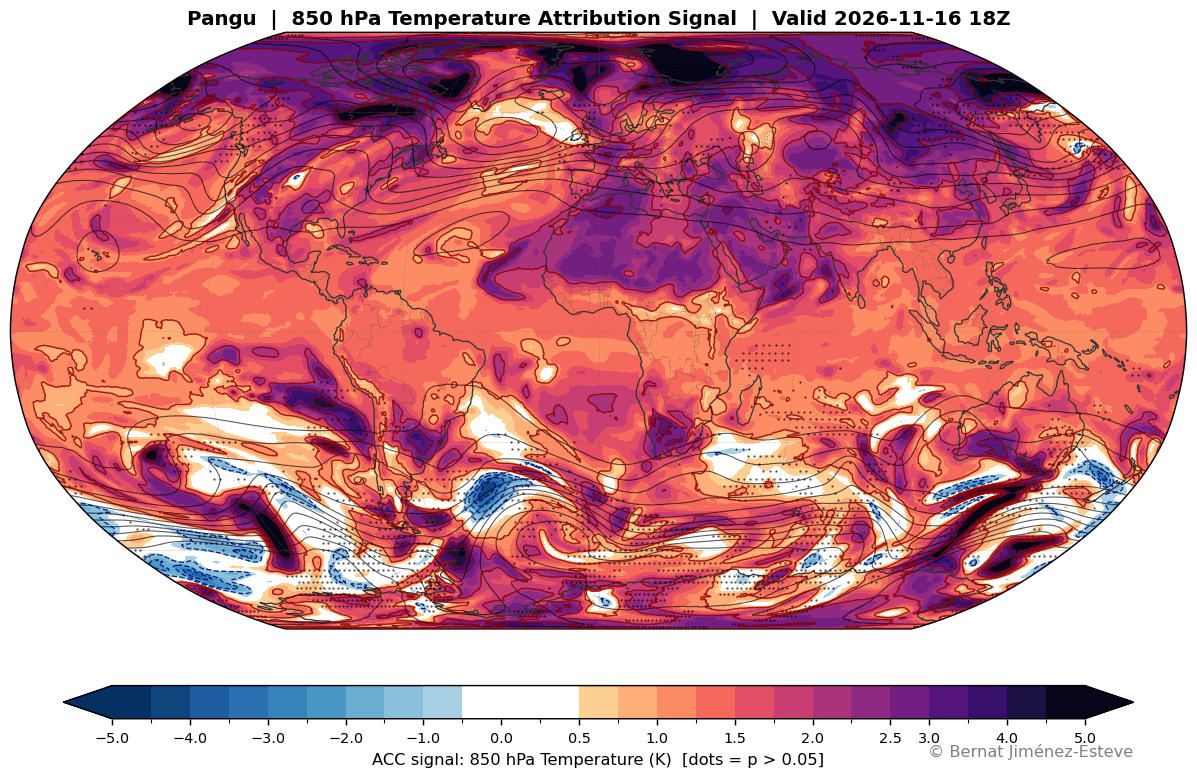 Pangu | 850 hPa Temperature Attribution Signal | Valid 2026-11-16 18Z
−5.0 −4.0 −3.0 −2.0 −1.0 0.0 0.5 1.0 1.5 2.0 2.5 3.0 4.0 5.0
ACC signal: 850 hPa Temperature (K) [dots = p > 0.05]
© Bernat Jiménez-Esteve